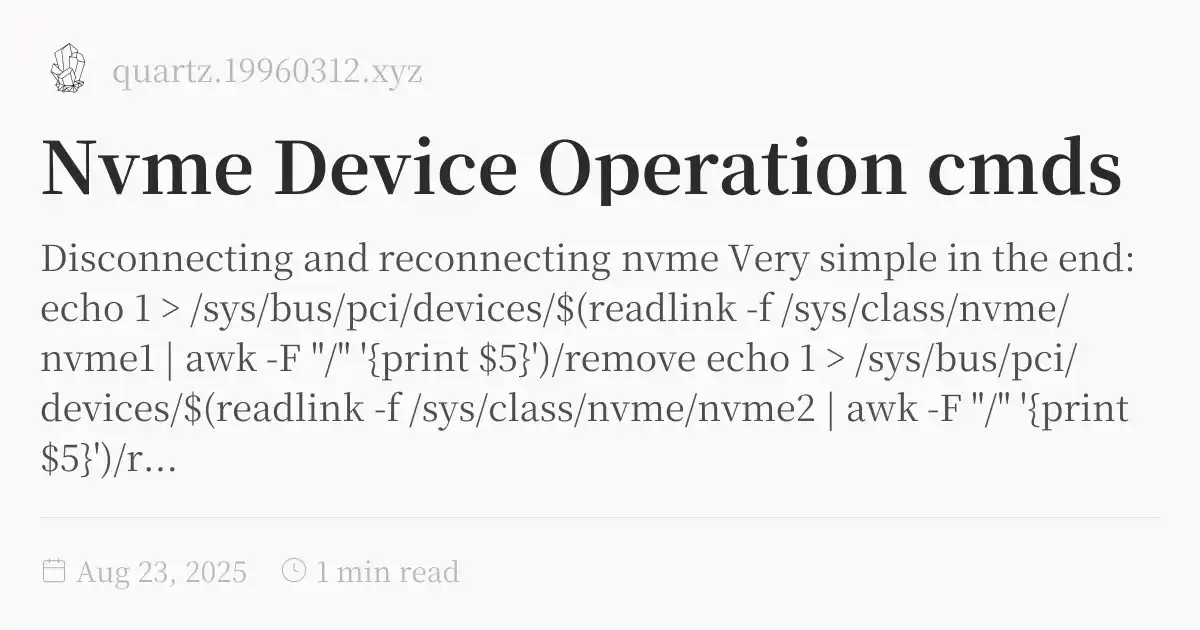 quartz.19960312.xyz
Nvme Device Operation cmds
Disconnecting and reconnecting nvme Very simple in the end:
echo 1 > /sys/bus/pci/devices/$(readlink -f /sys/class/nvme/
nvme1 | awk -F "/" '{print $5}')/remove echo 1 > /sys/bus/pci/
devices/$(readlink -f /sys/class/nvme/nvme2 | awk -F "/" '{print
$5}')/r...
Aug 23, 2025 1 min read